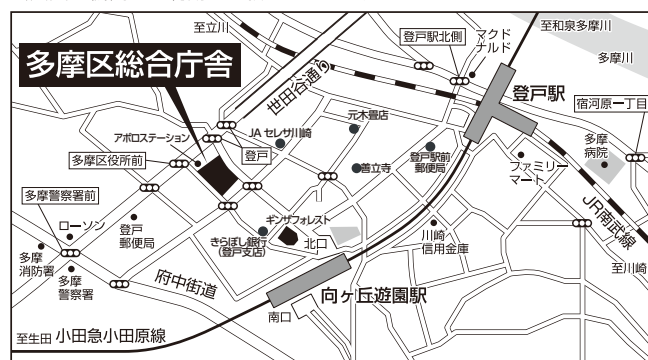 至立川
至和泉多摩川
多摩川
マクド
ナルド
登戸駅北側
多摩区総合庁舎
世田谷通り
登戸駅
宿河原一丁目
アポロステーション
JAセレサ川崎
元木畳店
多摩区役所前
登戸
善立寺
登戸駅前
郵便局
ファミリー
マート
多摩
病院
JR南武線
多摩警察署前
ローソン
登戸
郵便局
ギンザフォレスト
きらぼし銀行
(登戸支店)
北口
川崎
信用金庫
至川崎
多摩
消防署
多摩
警察署
府中街道
向ヶ丘遊園駅
南口
至生田
小田急小田原線